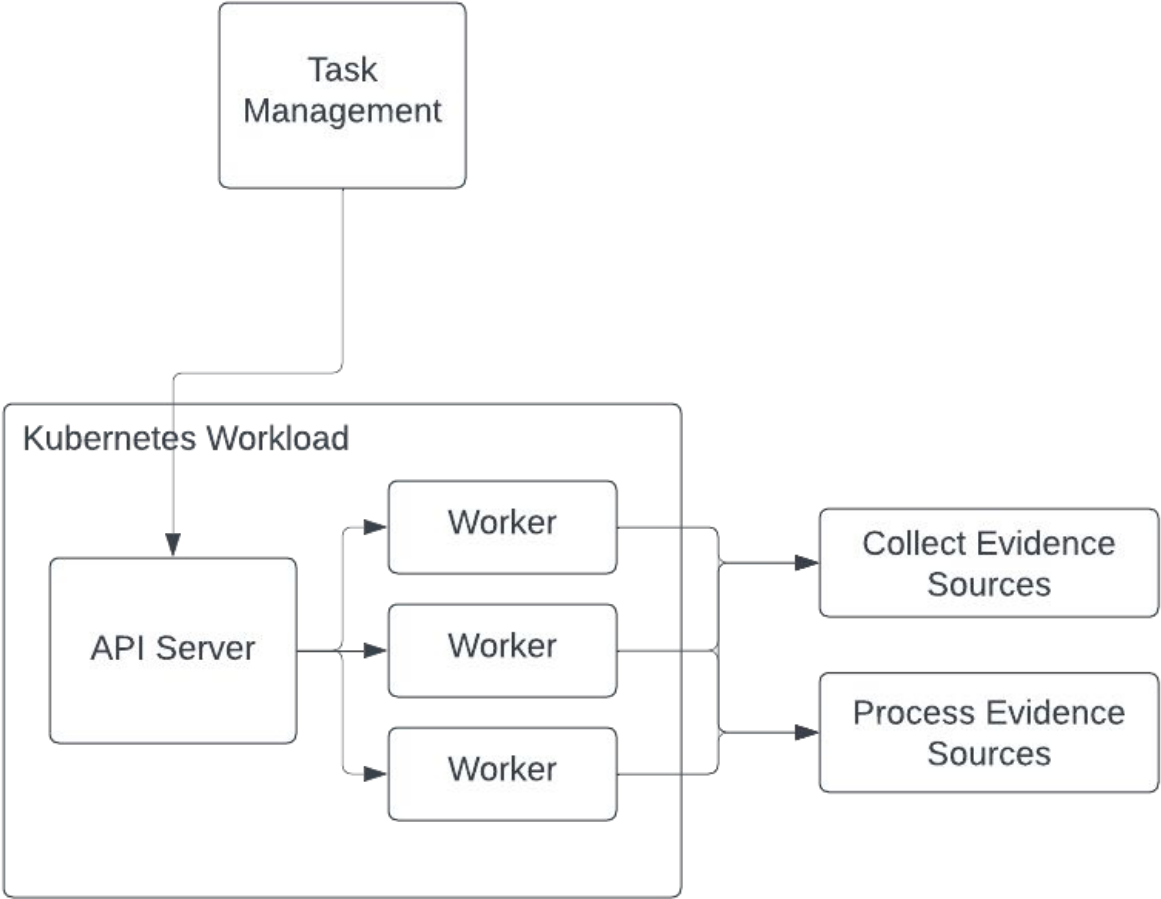 Task
Management
Kubernetes Workload
API Server
Worker
Worker
Worker
Collect Evidence
Sources
Process Evidence
Sources